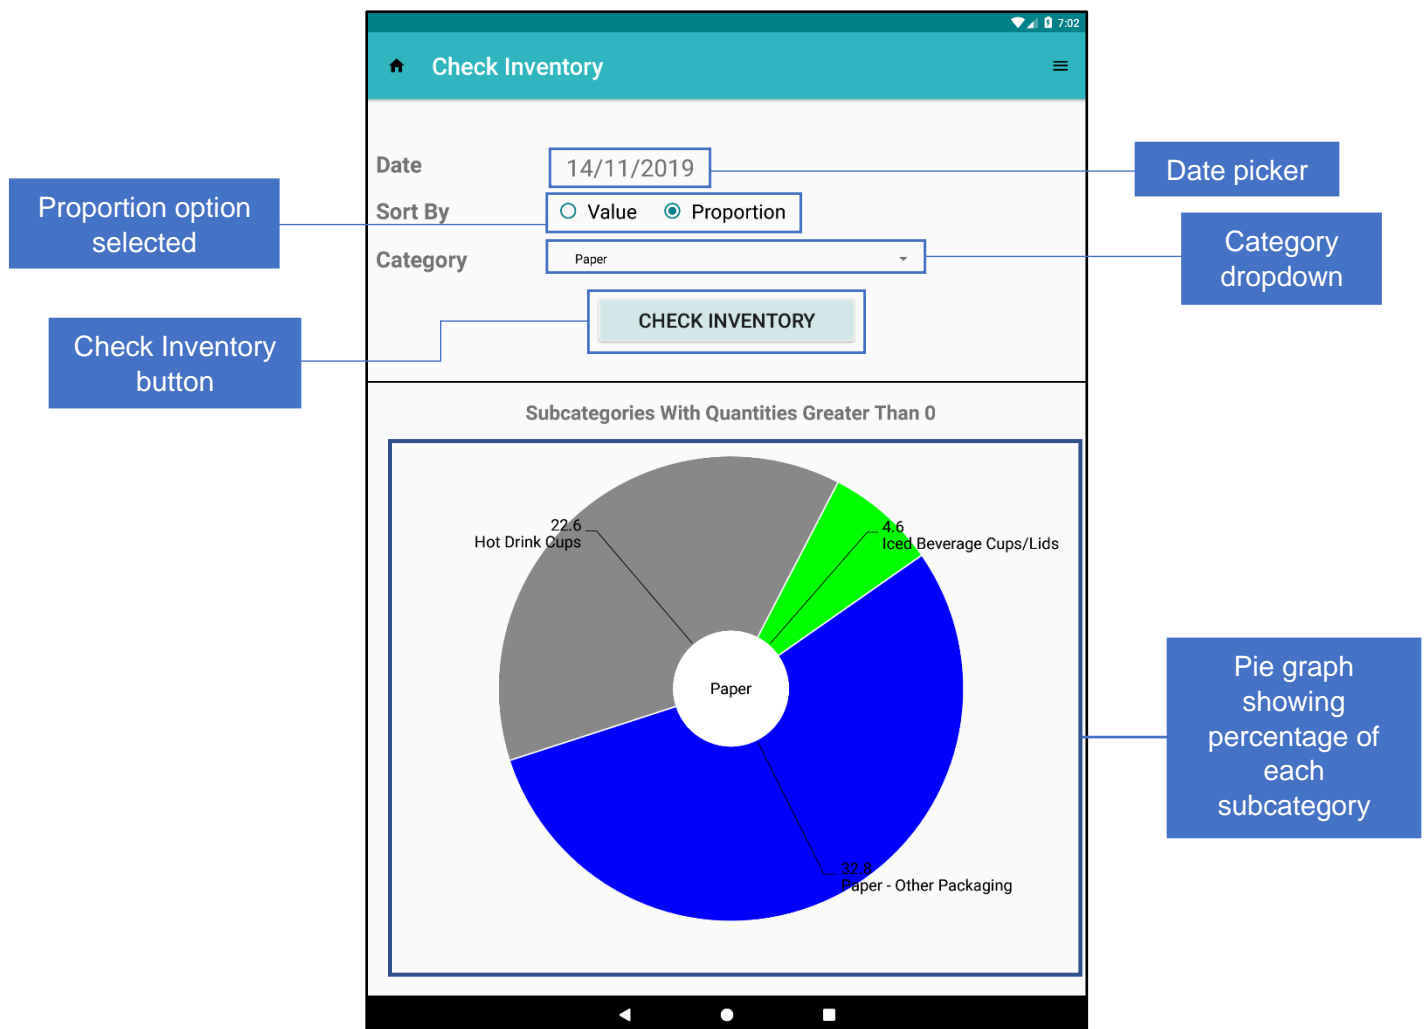 7:02
Check Inventory
Date
14/11/2019
Date picker
Proportion option
selected
Sort By
Value
Proportion
Category
dropdown
Category
Paper
Check Inventory
button
CHECK INVENTORY
Subcategories With Quantities Greater Than 0
22.6
Hot Drink Cups
4.6
Iced Beverage Cups/Lids
Paper
Pie graph
showing
percentage of
each
subcategory
32.8
Paper - Other Packaging